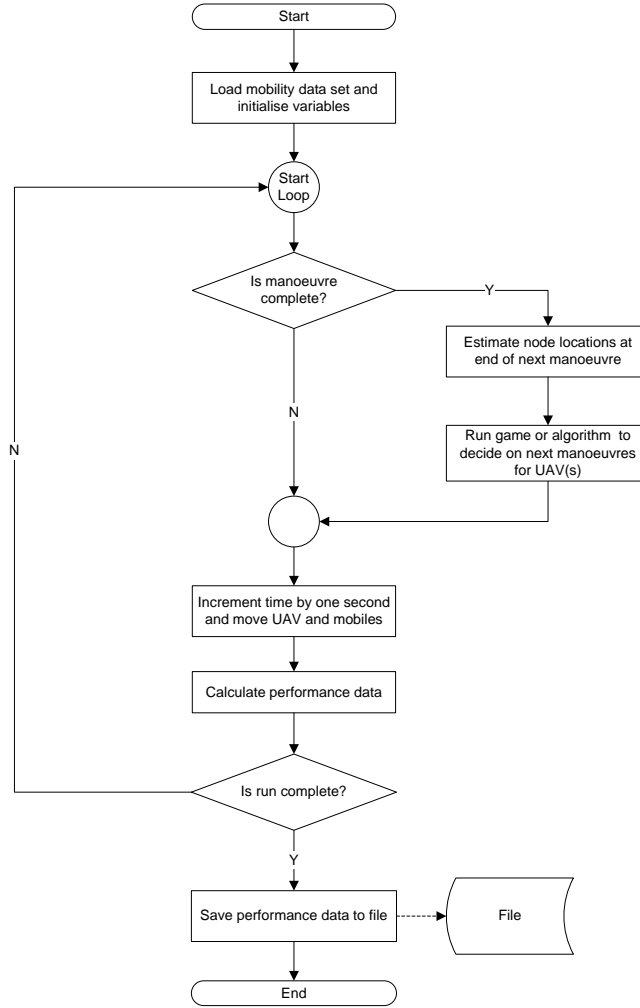 Start
Load mobility data set and
initialise variables
Start
Loop
Is manoeuvre
complete?
Y
Estimate node locations at
end of next manoeuvre
N
Run game or algorithm to
decide on next manoeuvres
for UAV(s)
N
Increment time by one second
and move UAV and mobiles
Calculate performance data
Is run complete?
Y
Save performance data to file
File
End